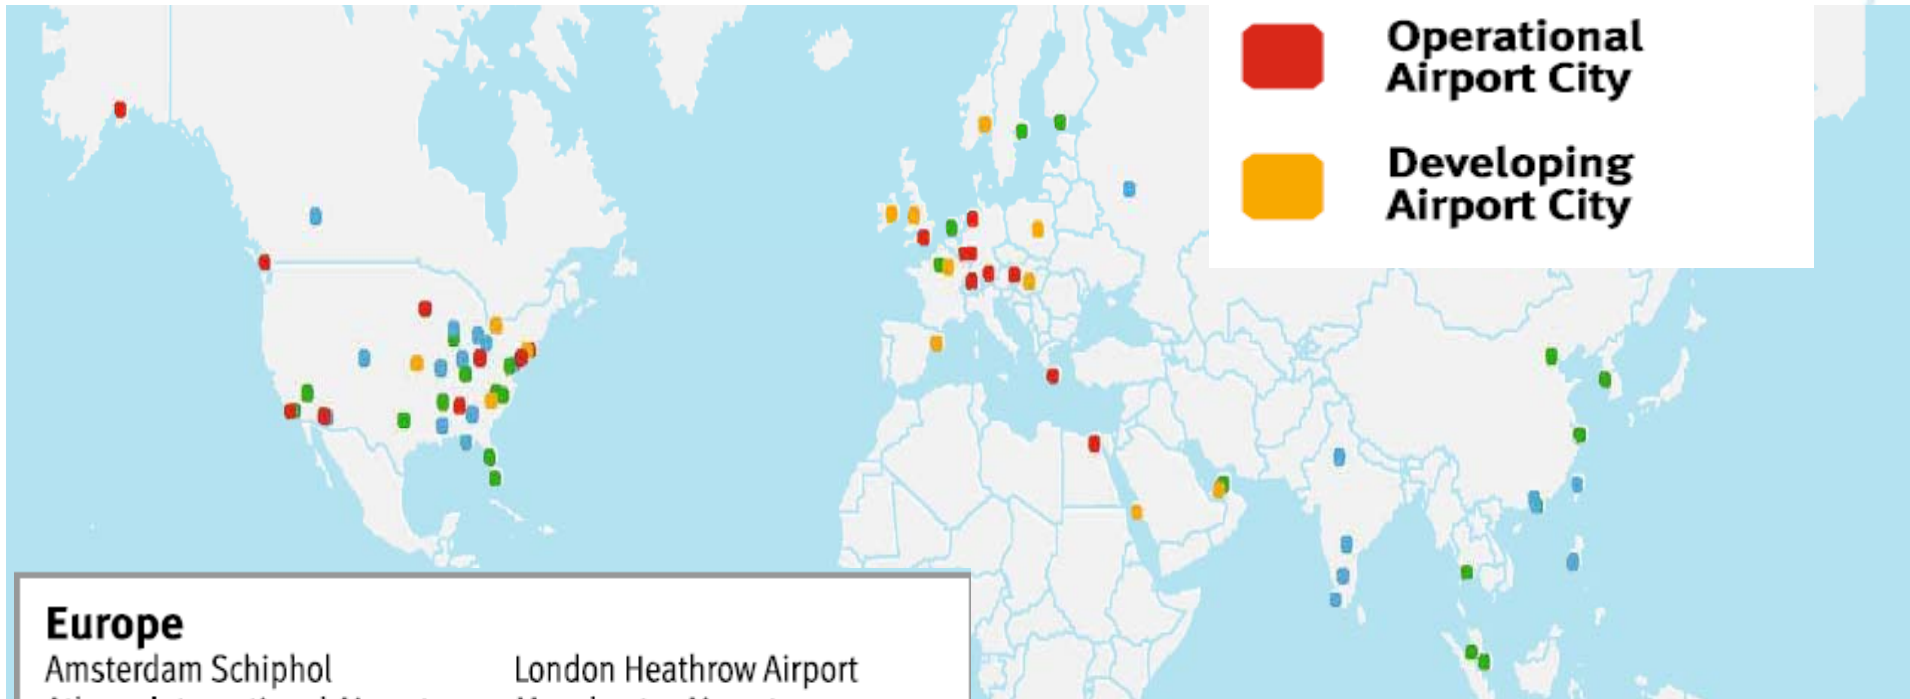 Operational
Airport City
Developing
Airport City
Europe
Amsterdam Schiphol
London Heathrow Airport